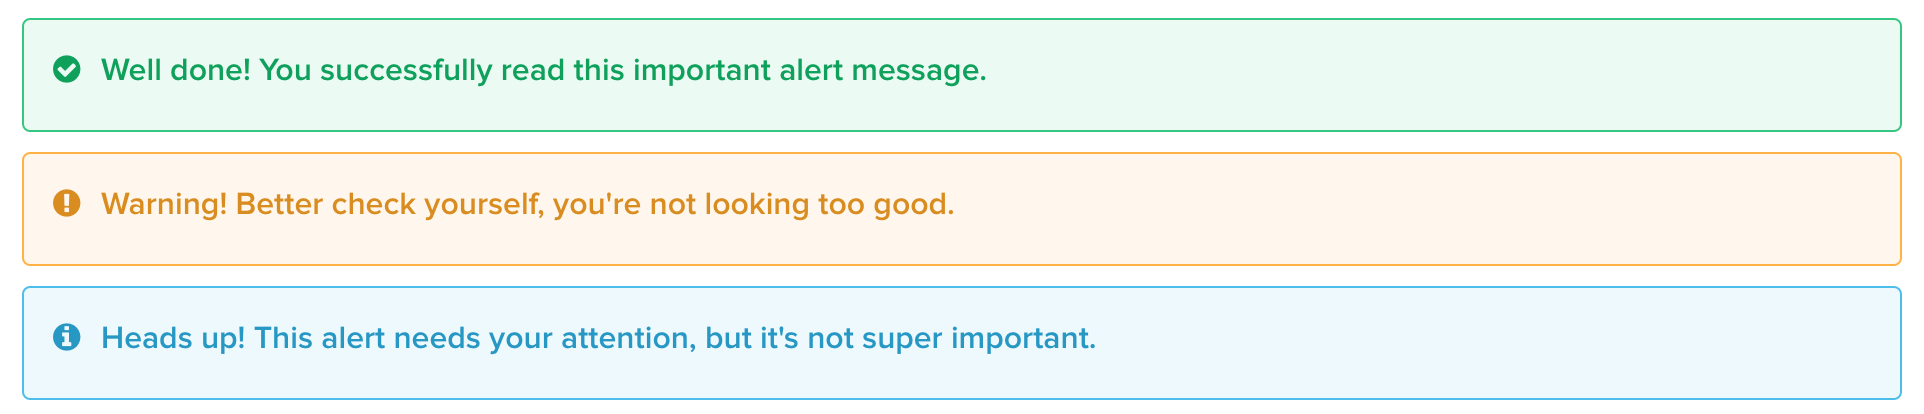 Well done! You successfully read this important alert message.
Warning! Better check yourself, you're not looking too good.
Heads up! This alert needs your attention, but it's not super important.